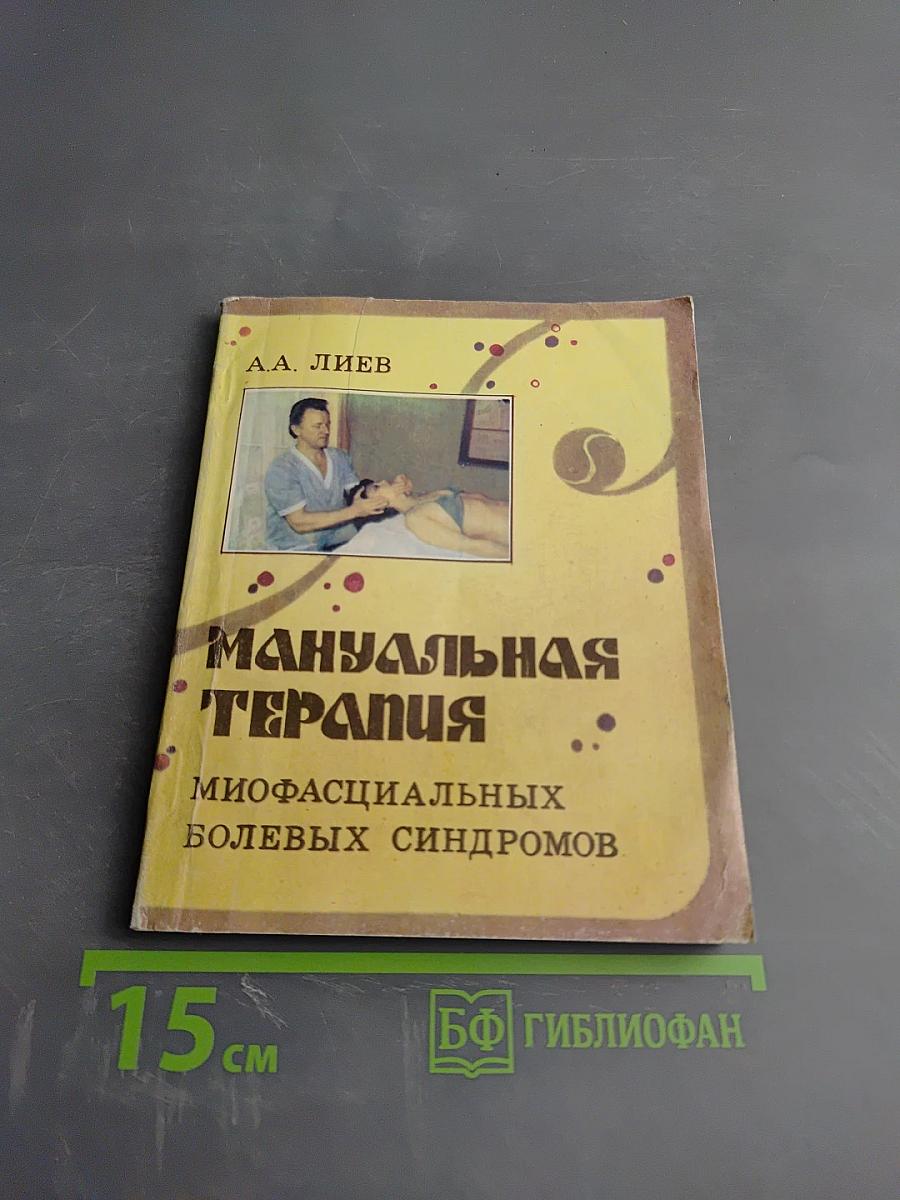 А.А. ЛИЕВ
МАНУАЛЬНАЯ
ТЕРАПИЯ
МИОФАСЦИАЛЬНЫХ
БОЛЕВЫХ СИНДРОМОВ
15 см
БФ ГИБЛИОФАН